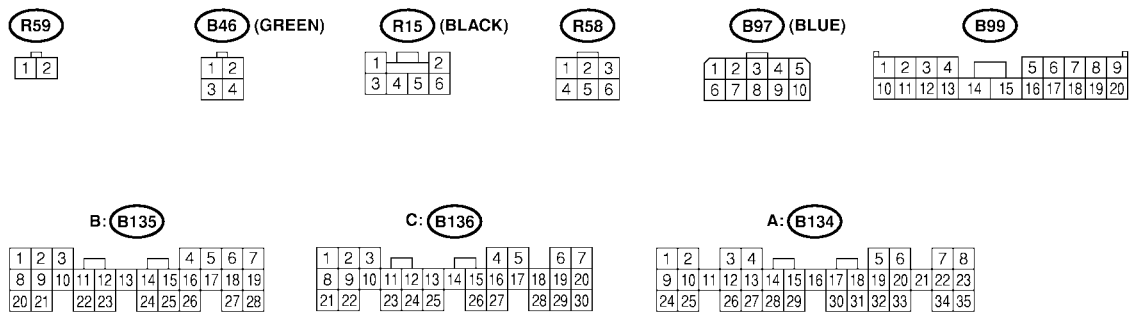 R59 B46 (GREEN) R15 (BLACK) R58 B97 (BLUE) B99
1 2 1 2 1 2 1 2 3 1 2 3 4 5 1 2 3 4 5 6 7 8 9
3 4 3 4 5 6 4 5 6 6 7 8 9 10 10 11 12 13 14 15 16 17 18 19 20
B: B135 C: B136 A: B134
1 2 3 4 5 6 7 1 2 3 4 5 6 7 1 2 3 4 5 6 7 8
8 9 10 11 12 13 14 15 16 17 18 19 8 9 10 11 12 13 14 15 16 17 18 19 20 9 10 11 12 13 14 15 16 17 18 19 20 21 22 23
20 21 22 23 24 25 26 27 28 21 22 23 24 25 26 27 28 29 30 24 25 26 27 28 29 30 31 32 33 34 35